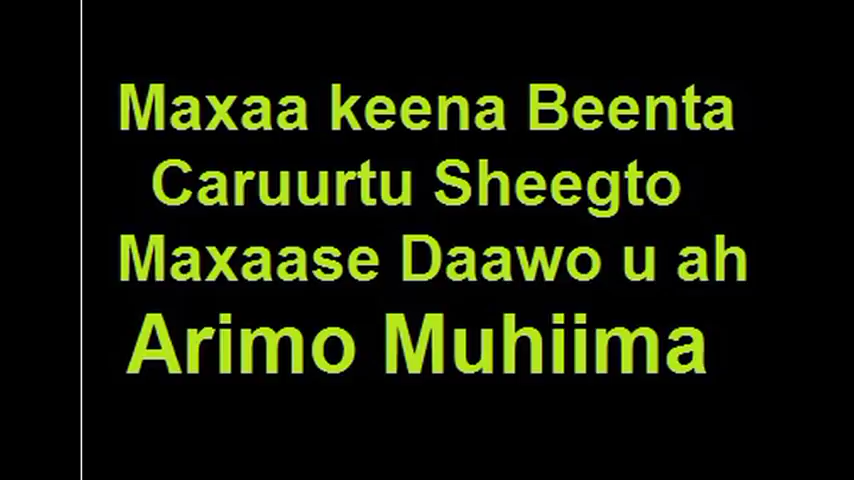 Maxaa keena Beenta
Caruurtu Sheegto
Maxaase Daawo u ah
Arimo Muhiima